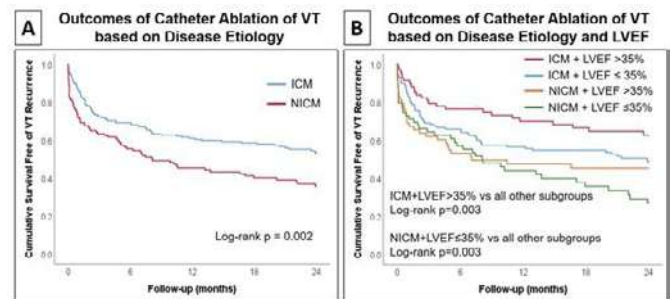 A
Outcomes of Catheter Ablation of VT
based on Disease Etiology
Cumulative Survival Free of VT Recurrence
1.0
0.8
0.6
0.4
0.2
0.0
ICM
NICM
Log-rank p = 0.002
0 6 12 18 24
Follow-up (months)
B
Outcomes of Catheter Ablation of VT
based on Disease Etiology and LVEF
Cumulative Survival Free of VT Recurrence
1.0
0.8
0.6
0.4
0.2
0.0
ICM + LVEF >35%
ICM + LVEF ≤ 35%
NICM + LVEF >35%
NICM + LVEF ≤35%
ICM+LVEF>35% vs all other subgroups
Log-rank p=0.003
NICM+LVEF≤35% vs all other subgroups
Log-rank p=0.003
0 6 12 18 24
Follow-up (months)